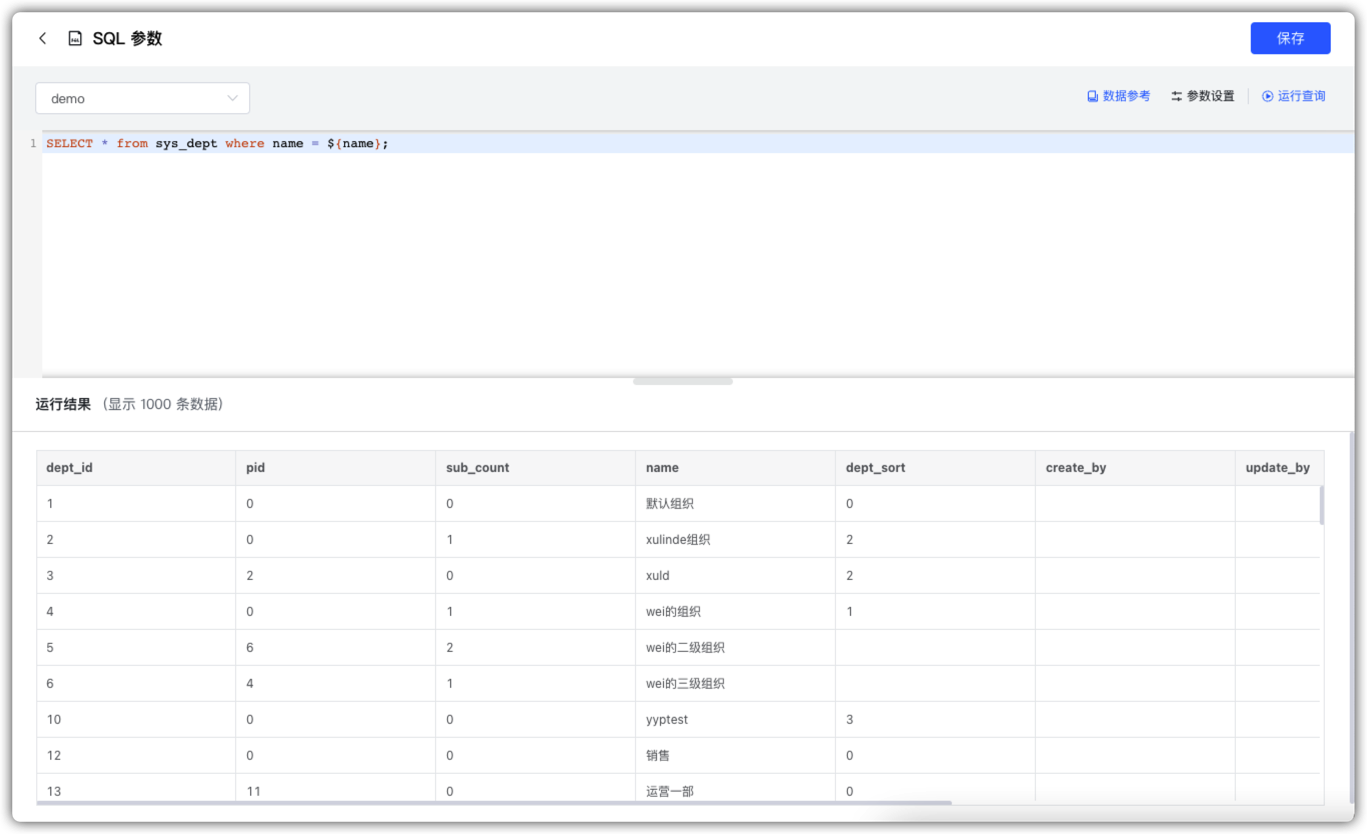 SQL 参数
保存
demo
数据参考 参数设置 运行查询
1 SELECT * from sys_dept where name = ${name};
运行结果 (显示 1000 条数据)
dept_id pid sub_count name dept_sort create_by update_by
1 0 0 默认组织 0
2 0 1 xulinde组织 2
3 2 0 xuld 2
4 0 1 wei的组织 1
5 6 2 wei的二级组织
6 4 1 wei的三级组织
10 0 0 yyptest 3
12 0 0 销售 0
13 11 0 运营一部 0